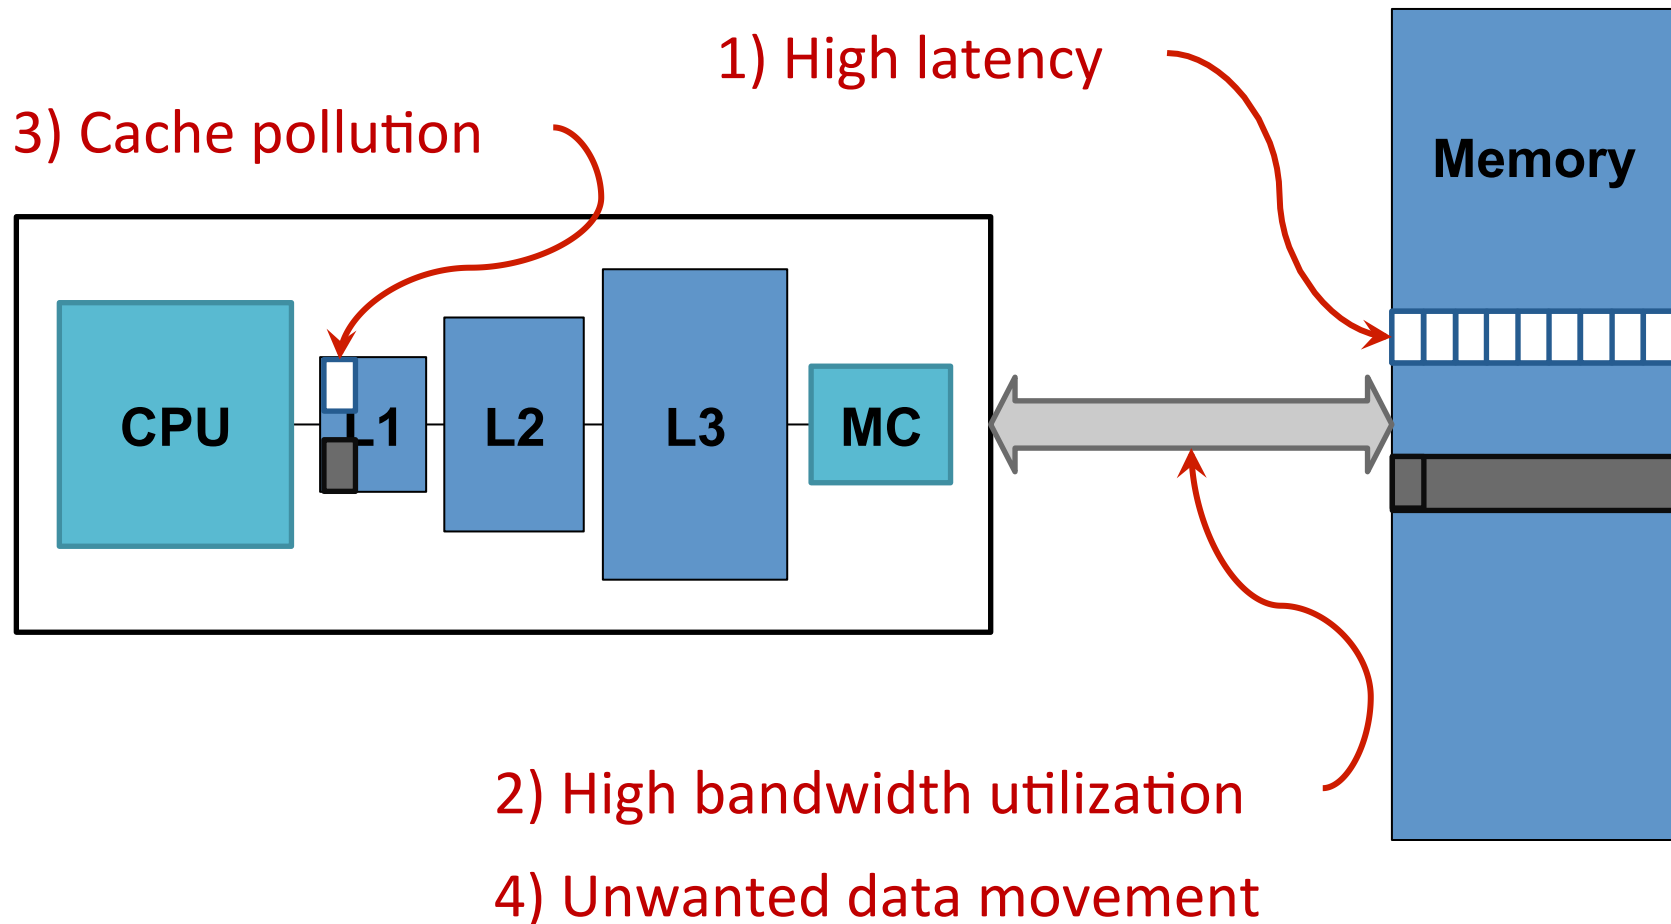 1) High latency
3) Cache pollution
Memory
CPU
L1
L2
L3
MC
2) High bandwidth utilization
4) Unwanted data movement